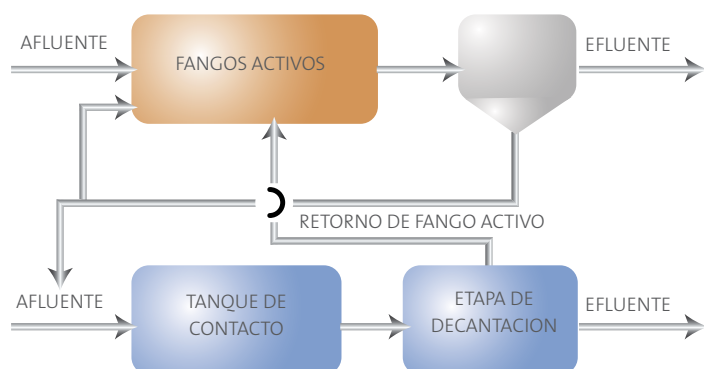 AFLUENTE
FANGOS ACTIVOS
EFLUENTE
RETORNO DE FANGO ACTIVO
AFLUENTE
TANQUE DE
CONTACTO
ETAPA DE
DECANTACION
EFLUENTE